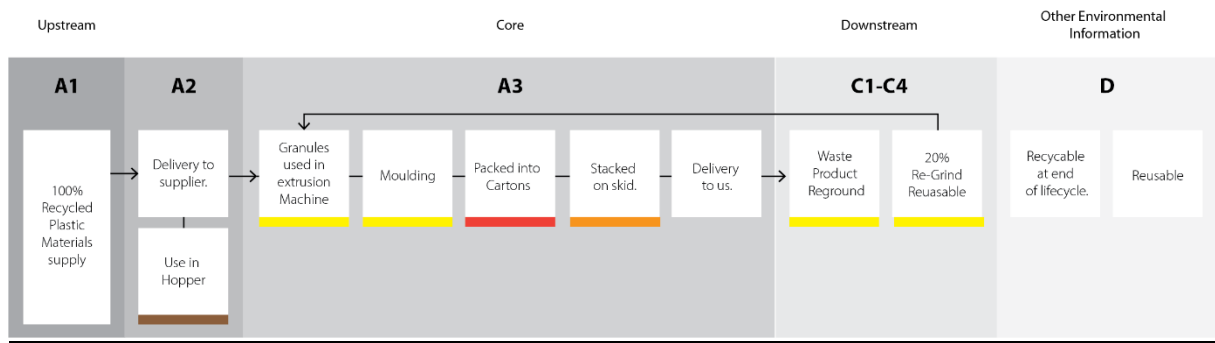 Upstream
Core
Downstream
Other Environmental
Information
A1
A2
A3
C1-C4
D
100%
Recycled
Plastic
Materials
supply
Delivery to
supplier.
Use in
Hopper
Granules
used in
extrusion
Machine
Moulding
Packed into
Cartons
Stacked
on skid.
Delivery
to us.
Waste
Product
Reground
20%
Re-Grind
Reuasable
Recycable
at end
of lifecycle.
Reusable